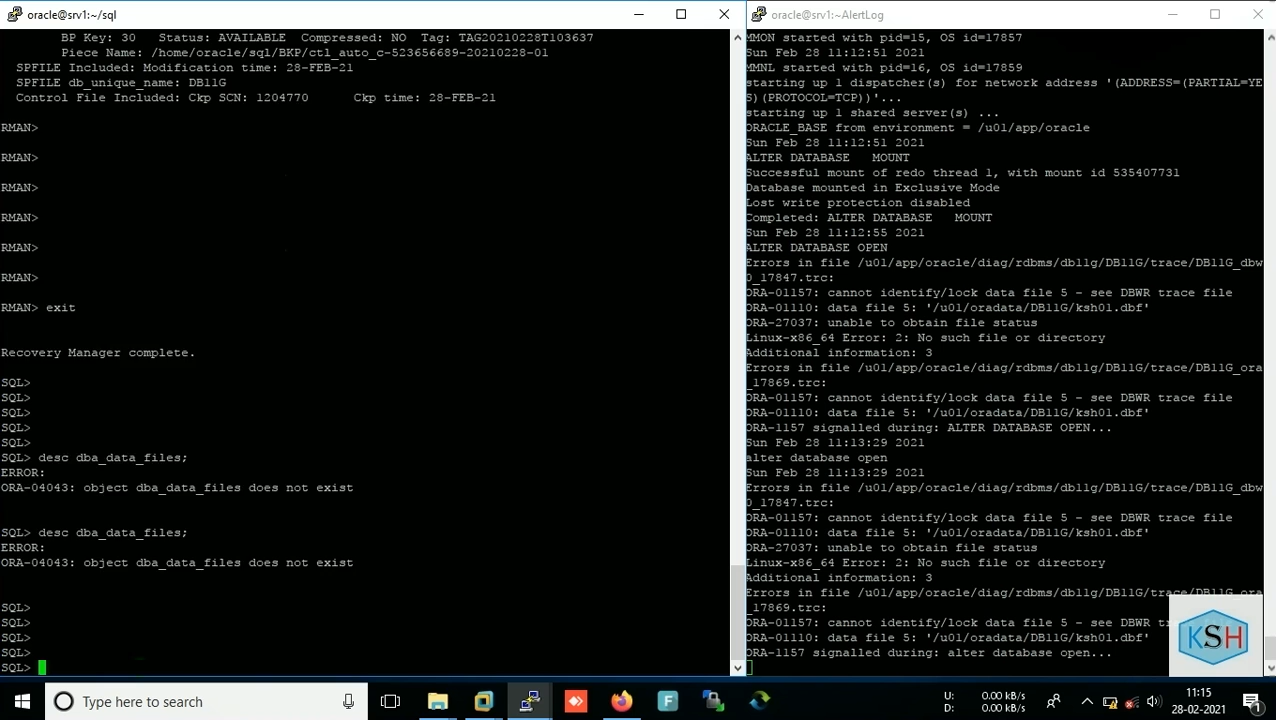 oracle@srv1:~/sql
BP Key: 30 Status: AVAILABLE Compressed: NO Tag: TAG20210228T103637
Piece Name: /home/oracle/sql/BKP/ctl_auto_c-523656689-20210228-01
SPFILE Included: Modification time: 28-FEB-21
SPFILE db_unique_name: DB11G
Control File Included: Ckp SCN: 1204770 Ckp time: 28-FEB-21
RMAN>
RMAN>
RMAN>
RMAN>
RMAN>
RMAN>
RMAN> exit
Recovery Manager complete.
SQL>
SQL>
SQL>
SQL>
SQL>
SQL> desc dba_data_files;
ERROR:
ORA-04043: object dba_data_files does not exist
SQL> desc dba_data_files;
ERROR:
ORA-04043: object dba_data_files does not exist
SQL>
SQL>
SQL>
SQL>
SQL>
oracle@srv1:~AlertLog
MMON started with pid=15, OS id=17857
Sun Feb 28 11:12:51 2021
MMNL started with pid=16, OS id=17859
starting up 1 dispatcher(s) for network address '(ADDRESS=(PARTIAL=YE
S)(PROTOCOL=TCP))'...
starting up 1 shared server(s) ...
ORACLE_BASE from environment = /u01/app/oracle
Sun Feb 28 11:12:51 2021
ALTER DATABASE MOUNT
Successful mount of redo thread 1, with mount id 535407731
Database mounted in Exclusive Mode
Lost write protection disabled
Completed: ALTER DATABASE MOUNT
Sun Feb 28 11:12:55 2021
ALTER DATABASE OPEN
Errors in file /u01/app/oracle/diag/rdbms/db11g/DB11G/trace/DB11G_dbw
0_17847.trc:
ORA-01157: cannot identify/lock data file 5 - see DBWR trace file
ORA-01110: data file 5: '/u01/oradata/DB11G/ksh01.dbf'
ORA-27037: unable to obtain file status
Linux-x86_64 Error: 2: No such file or directory
Additional information: 3
Errors in file /u01/app/oracle/diag/rdbms/db11g/DB11G/trace/DB11G_ora
_17869.trc:
ORA-01157: cannot identify/lock data file 5 - see DBWR trace file
ORA-01110: data file 5: '/u01/oradata/DB11G/ksh01.dbf'
ORA-1157 signalled during: ALTER DATABASE OPEN...
Sun Feb 28 11:13:29 2021
alter database open
Sun Feb 28 11:13:29 2021
Errors in file /u01/app/oracle/diag/rdbms/db11g/DB11G/trace/DB11G_dbw
0_17847.trc:
ORA-01157: cannot identify/lock data file 5 - see DBWR trace file
ORA-01110: data file 5: '/u01/oradata/DB11G/ksh01.dbf'
ORA-27037: unable to obtain file status
Linux-x86_64 Error: 2: No such file or directory
Additional information: 3
Errors in file /u01/app/oracle/diag/rdbms/db11g/DB11G/trace/DB11G_ora
_17869.trc:
ORA-01157: cannot identify/lock data file 5 - see DBWR
ORA-01110: data file 5: '/u01/oradata/DB11G/ksh01.dbf'
ORA-1157 signalled during: alter database open...
KSH
Type here to search
F
U: 0.00 kB/s
D: 0.00 kB/s
11:15
28-02-2021
1